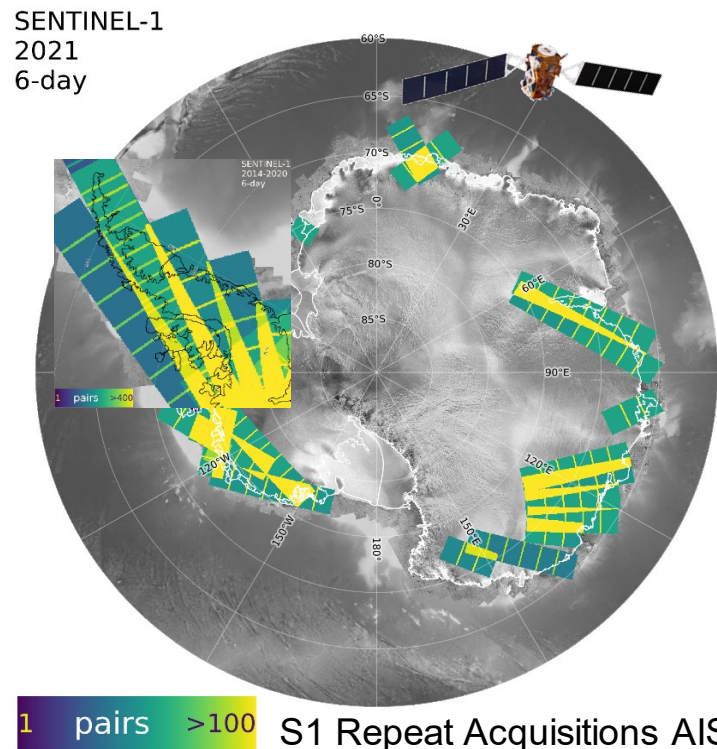 SENTINEL-1
2021
6-day
60°S
65°S
70°S
SENTINEL-1
2014-2020
6-day
75°S
0°
30°E
80°S
60°E
85°S
90°E
1 pairs >400
120°W
120°E
150°W
180°
150°E
1 pairs >100
S1 Repeat Acquisitions AIS